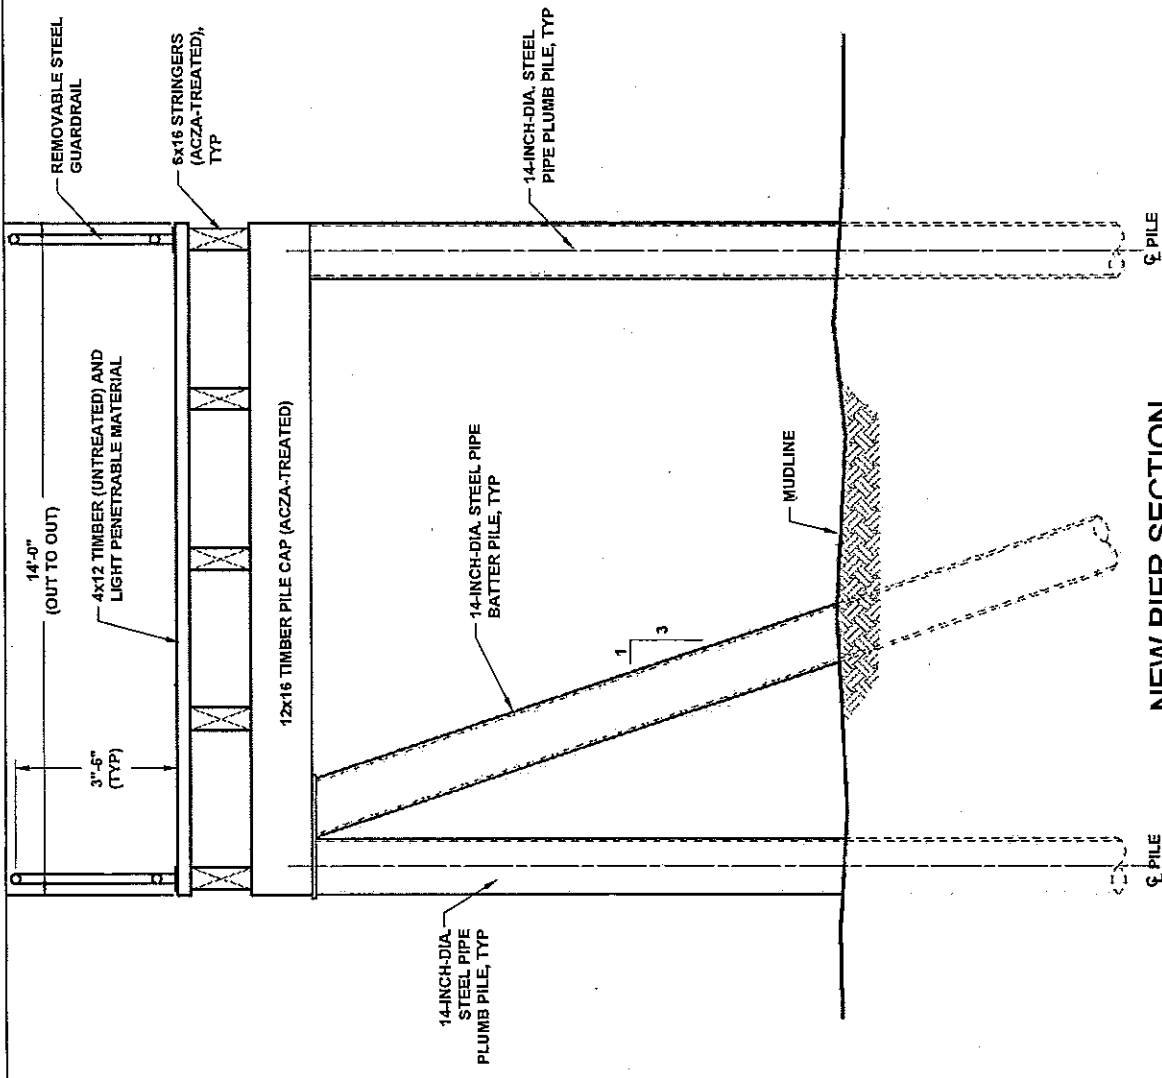 14'-0"
(OUT TO OUT)
REMOVABLE STEEL
GUARDRAIL
3"-6"
(TYP)
4x12 TIMBER (UNTREATED) AND
LIGHT PENETRABLE MATERIAL
6x16 STRINGERS
(ACZA-TREATED),
TYP
12x16 TIMBER PILE CAP (ACZA-TREATED)
14-INCH-DIA.
STEEL PIPE
PLUMB PILE, TYP
14-INCH-DIA. STEEL PIPE
BATTER PILE, TYP
14-INCH-DIA. STEEL
PIPE PLUMB PILE, TYP
1
3
MUDLINE
℄ PILE
℄ PILE
NEW PIER SECTION